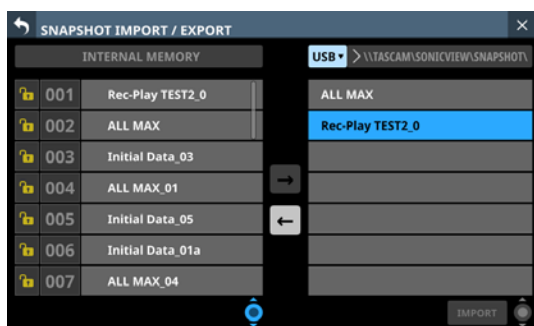 SNAPSHOT IMPORT / EXPORT
INTERNAL MEMORY
USB
\\TASCAM\SONICVIEW\SNAPSHOT\
001 Rec-Play TEST2_0
002 ALL MAX
003 Initial Data_03
004 ALL MAX_01
005 Initial Data_05
006 Initial Data_01a
007 ALL MAX_04
ALL MAX
Rec-Play TEST2_0
IMPORT